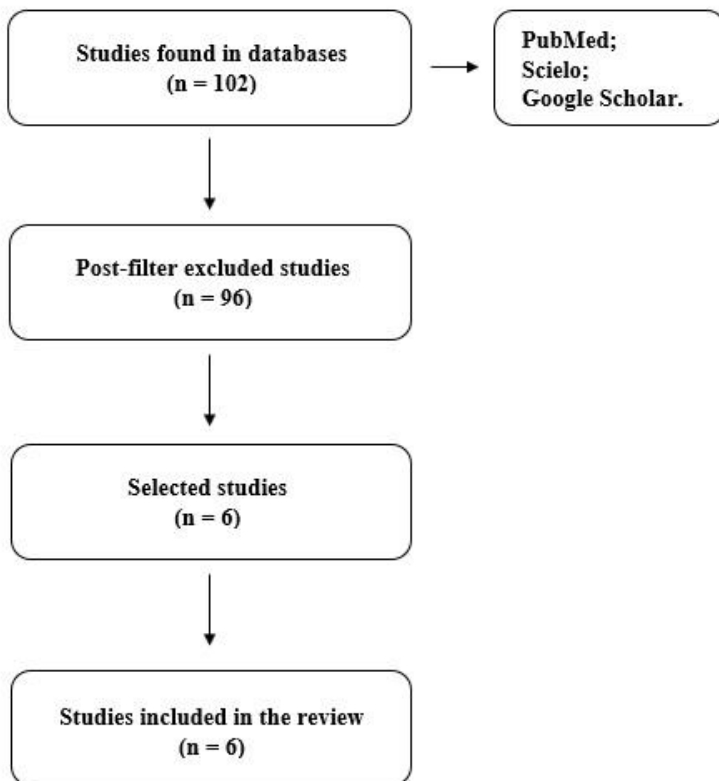 Studies found in databases
(n = 102)
PubMed;
Scielo;
Google Scholar.
Post-filter excluded studies
(n = 96)
Selected studies
(n = 6)
Studies included in the review
(n = 6)